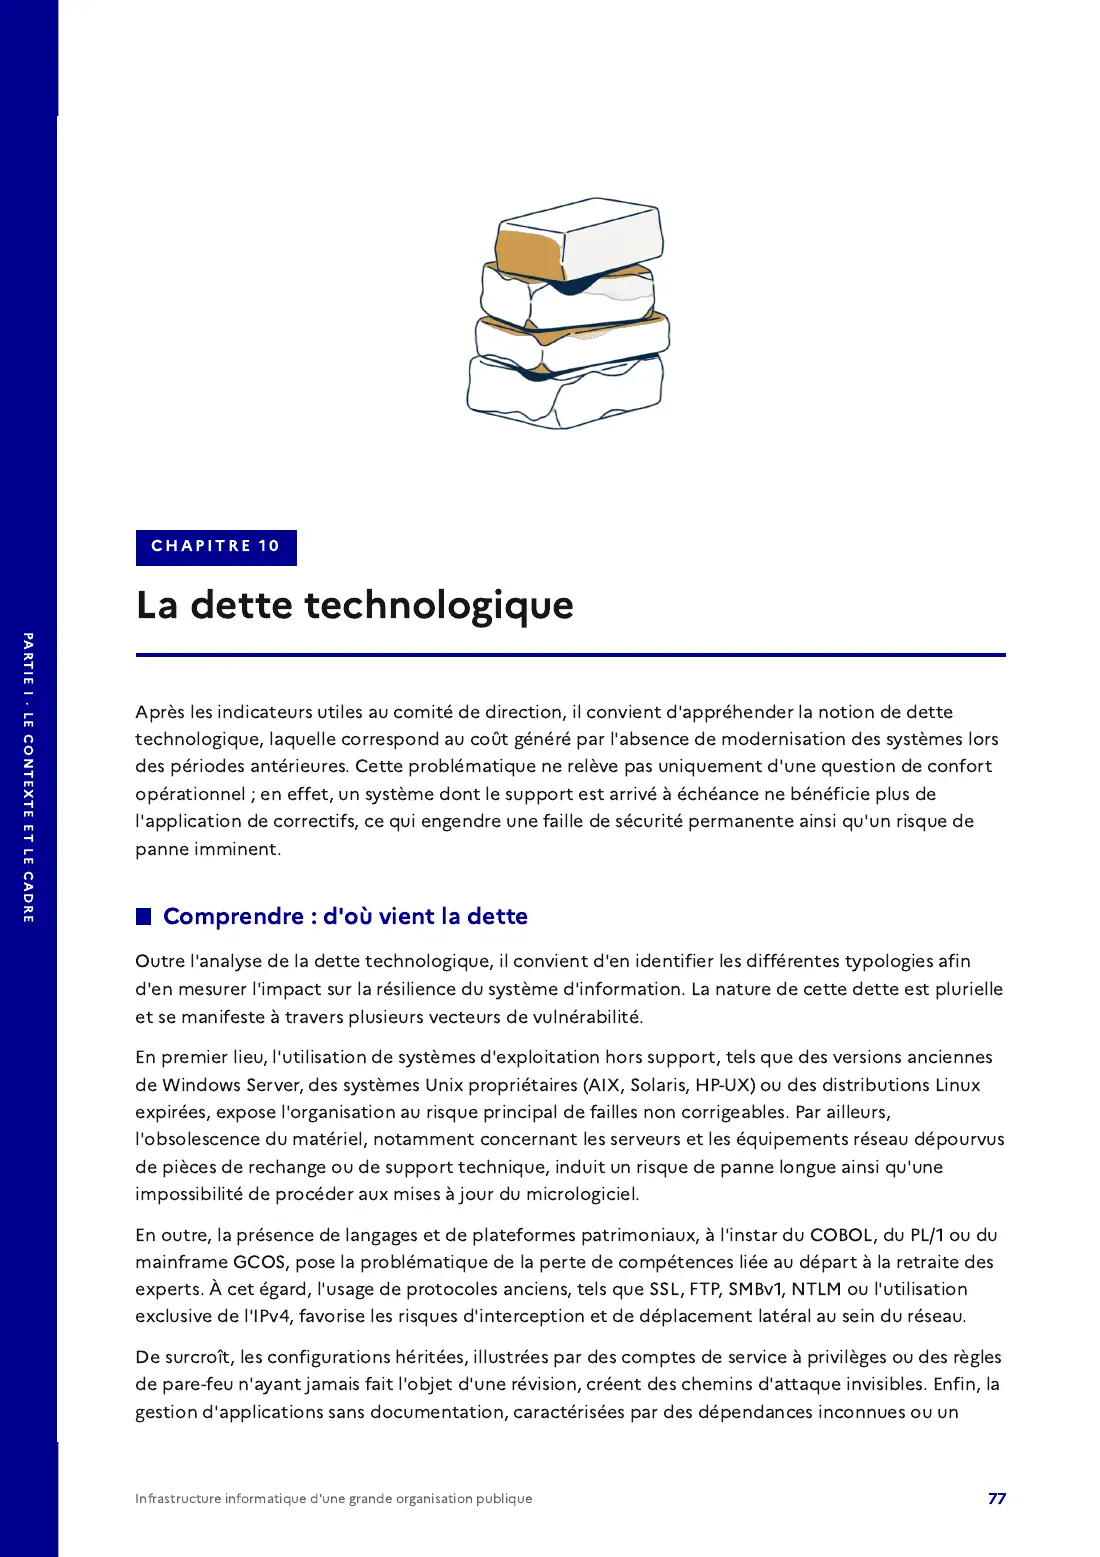 CHAPITRE 10
La dette technologique
PARTIE I · LE CONTEXTE ET LE CADRE
Après les indicateurs utiles au comité de direction, il convient d'appréhender la notion de dette
technologique, laquelle correspond au coût généré par l'absence de modernisation des systèmes lors
des périodes antérieures. Cette problématique ne relève pas uniquement d'une question de confort
opérationnel ; en effet, un système dont le support est arrivé à échéance ne bénéficie plus de
l'application de correctifs, ce qui engendre une faille de sécurité permanente ainsi qu'un risque de
panne imminent.
Comprendre : d'où vient la dette
Outre l'analyse de la dette technologique, il convient d'en identifier les différentes typologies afin
d'en mesurer l'impact sur la résilience du système d'information. La nature de cette dette est plurielle
et se manifeste à travers plusieurs vecteurs de vulnérabilité.
En premier lieu, l'utilisation de systèmes d'exploitation hors support, tels que des versions anciennes
de Windows Server, des systèmes Unix propriétaires (AIX, Solaris, HP-UX) ou des distributions Linux
expirées, expose l'organisation au risque principal de failles non corrigeables. Par ailleurs,
l'obsolescence du matériel, notamment concernant les serveurs et les équipements réseau dépourvus
de pièces de rechange ou de support technique, induit un risque de panne longue ainsi qu'une
impossibilité de procéder aux mises à jour du micrologiciel.
En outre, la présence de langages et de plateformes patrimoniaux, à l'instar du COBOL, du PL/1 ou du
mainframe GCOS, pose la problématique de la perte de compétences liée au départ à la retraite des
experts. À cet égard, l'usage de protocoles anciens, tels que SSL, FTP, SMBv1, NTLM ou l'utilisation
exclusive de l'IPv4, favorise les risques d'interception et de déplacement latéral au sein du réseau.
De surcroît, les configurations héritées, illustrées par des comptes de service à privilèges ou des règles
de pare-feu n'ayant jamais fait l'objet d'une révision, créent des chemins d'attaque invisibles. Enfin, la
gestion d'applications sans documentation, caractérisées par des dépendances inconnues ou un
Infrastructure informatique d'une grande organisation publique
77